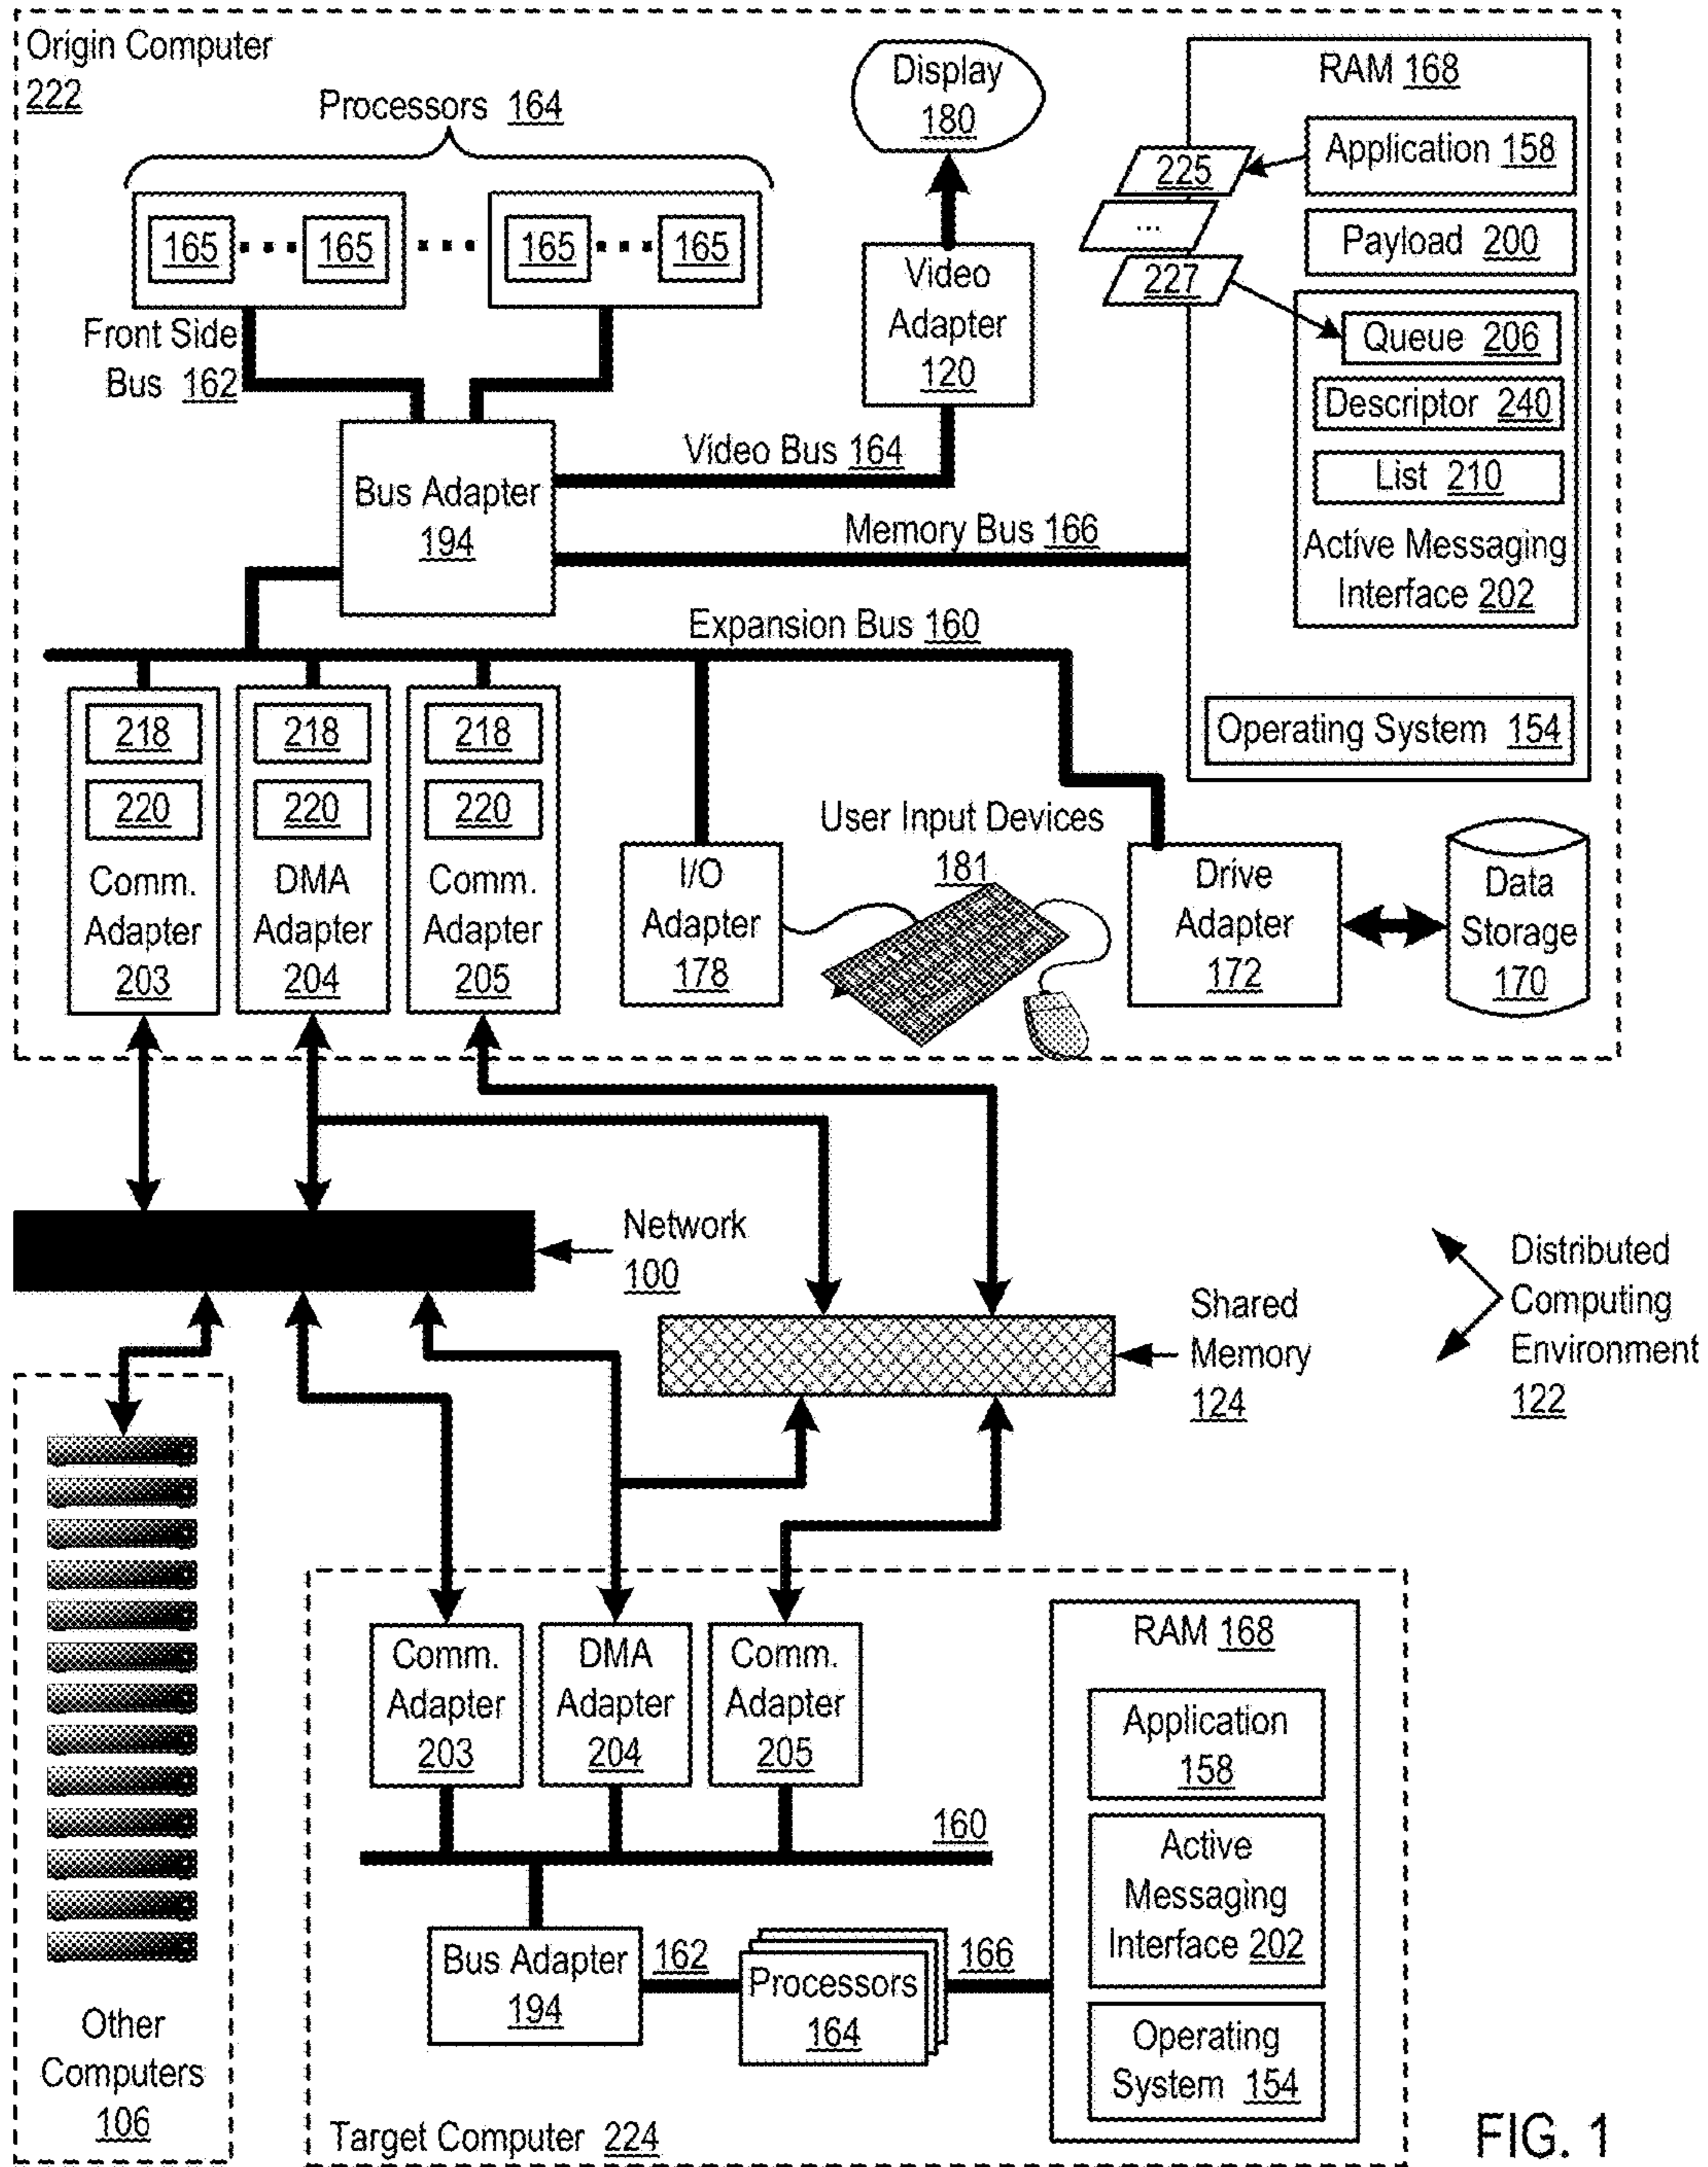 Origin Computer
222
Processors 164
165 ... 165 ... 165 ... 165
Front Side
Bus 162
Display
180
Video
Adapter
120
Bus Adapter
194
Video Bus 164
Memory Bus 166
Expansion Bus 160
RAM 168
Application 158
225
...
227
Payload 200
Queue 206
Descriptor 240
List 210
Active Messaging
Interface 202
Operating System 154
218
220
Comm.
Adapter
203
218
220
DMA
Adapter
204
218
220
Comm.
Adapter
205
I/O
Adapter
178
User Input Devices
181
Drive
Adapter
172
Data
Storage
170
Network
100
Shared
Memory
124
Distributed
Computing
Environment
122
Other
Computers
106
Comm.
Adapter
203
DMA
Adapter
204
Comm.
Adapter
205
160
Bus Adapter
194
162
Processors
164
166
RAM 168
Application
158
Active
Messaging
Interface 202
Operating
System 154
Target Computer 224
FIG. 1